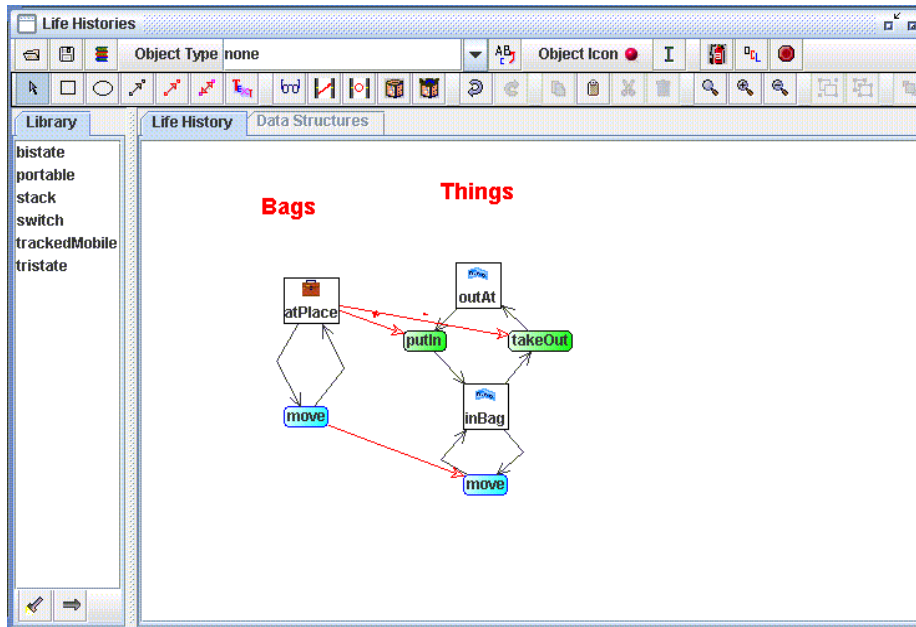 Life Histories
Object Type none
Object Icon
Library
Life History
Data Structures
bistate
portable
stack
switch
trackedMobile
tristate
Bags
Things
atPlace
outAt
putIn
takeOut
move
inBag
move